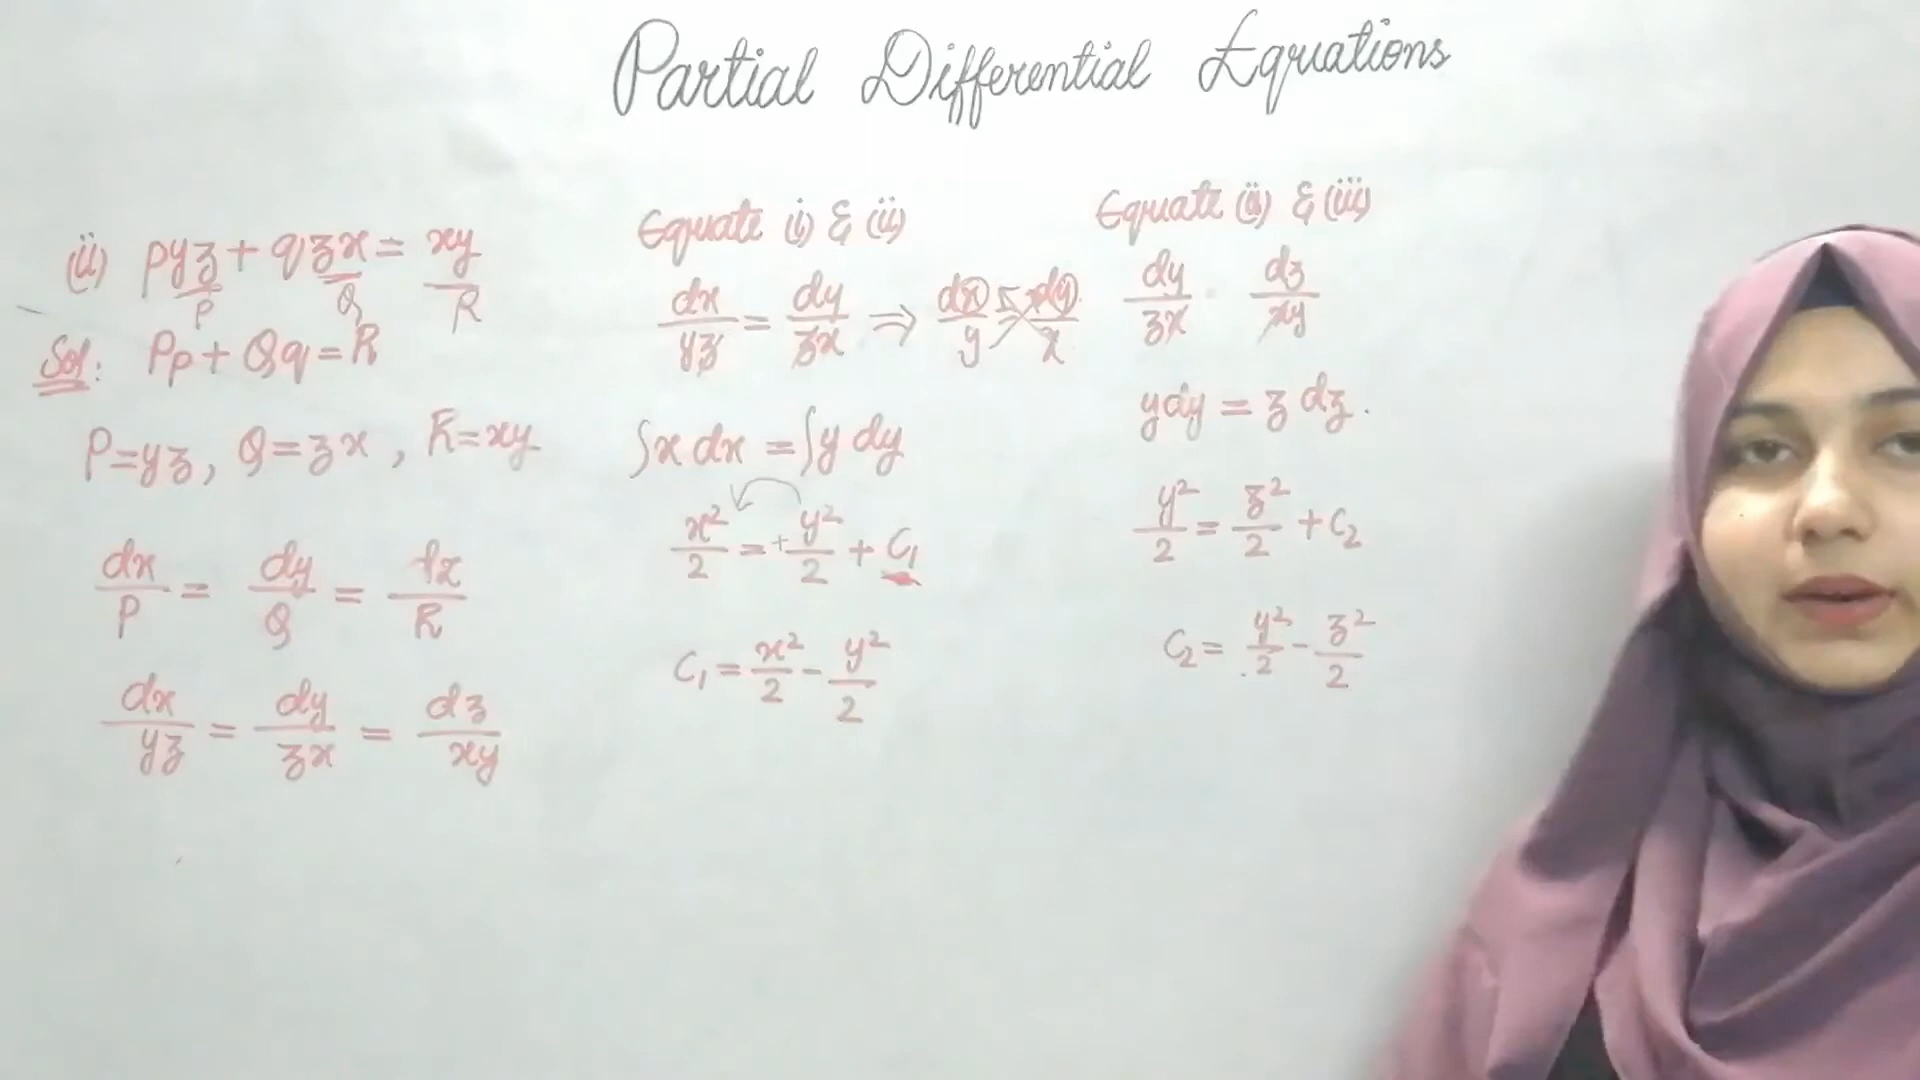 Partial Differential Equations
(ii) pyz + qzx = xy
P Q R
Sol: Pp + Qq = R
P = yz, Q = zx, R = xy
dx/P = dy/Q = dz/R
dx/yz = dy/zx = dz/xy
Equate (i) & (ii)
dx/yz = dy/zx ⇒ dx/y = dy/x
∫x dx = ∫y dy
x²/2 = + y²/2 + C₁
C₁ = x²/2 - y²/2
Equate (ii) & (iii)
dy/zx dz/xy
ydy = z dz.
y²/2 = z²/2 + C₂
C₂ = y²/2 - z²/2